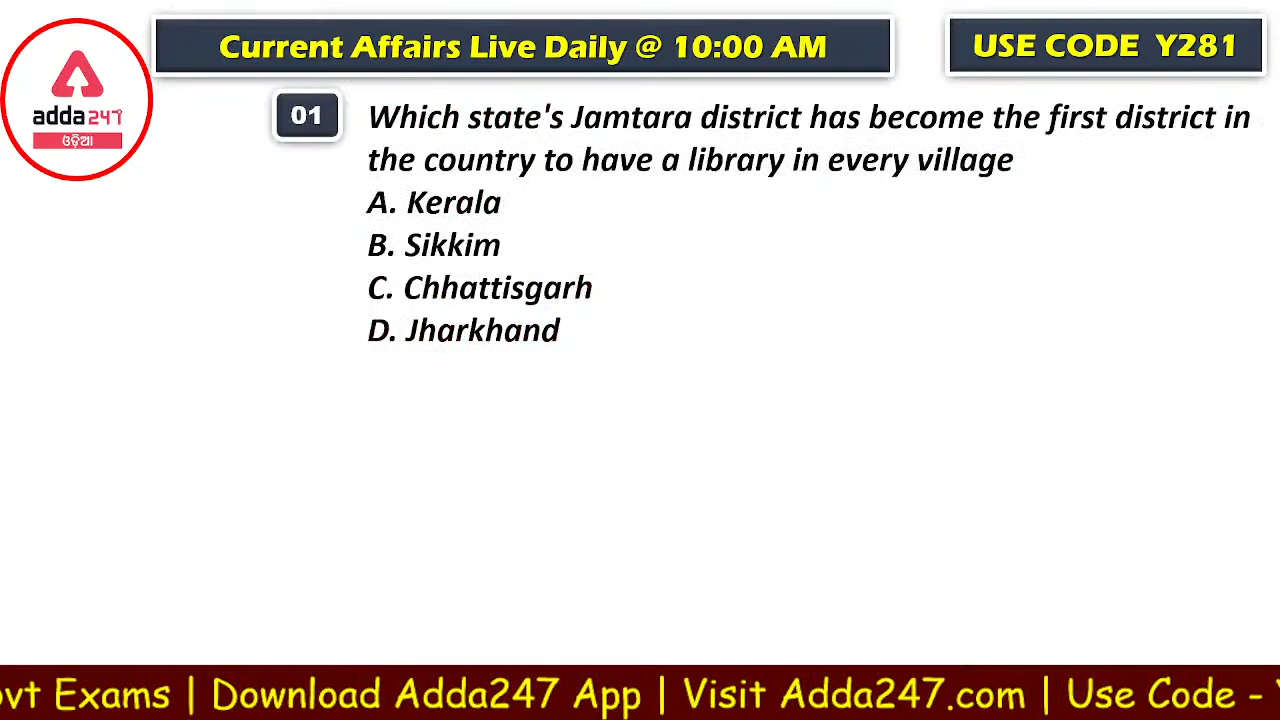 Current Affairs Live Daily @ 10:00 AM
USE CODE Y281
adda247
ଓଡ଼ିଆ
01
Which state's Jamtara district has become the first district in
the country to have a library in every village
A. Kerala
B. Sikkim
C. Chhattisgarh
D. Jharkhand
ovt Exams | Download Adda247 App | Visit Adda247.com | Use Code -